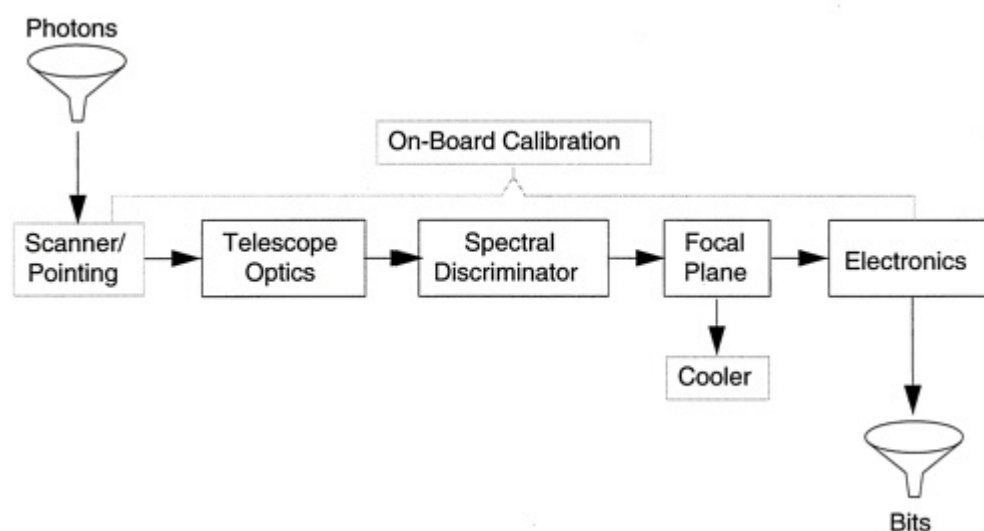 Photons
On-Board Calibration
Scanner/
Pointing
Telescope
Optics
Spectral
Discriminator
Focal
Plane
Electronics
Cooler
Bits